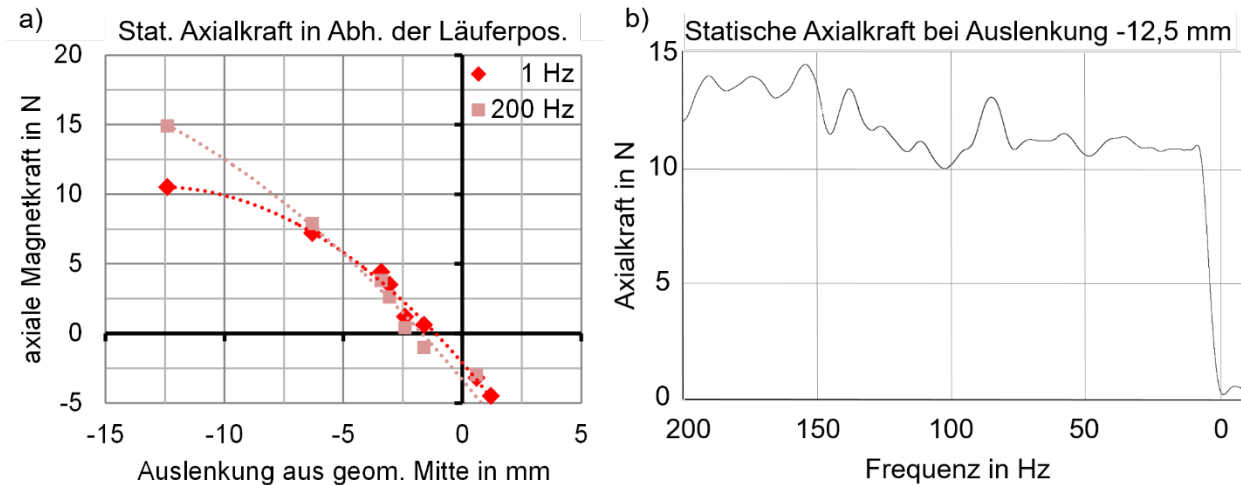 a)
Stat. Axialkraft in Abh. der Läuferpos.
axiale Magnetkraft in N
20
15
10
5
0
-5
1 Hz
200 Hz
-15
-10
-5
0
5
Auslenkung aus geom. Mitte in mm
b)
Statische Axialkraft bei Auslenkung -12,5 mm
Axialkraft in N
15
10
5
0
200
150
100
50
0
Frequenz in Hz